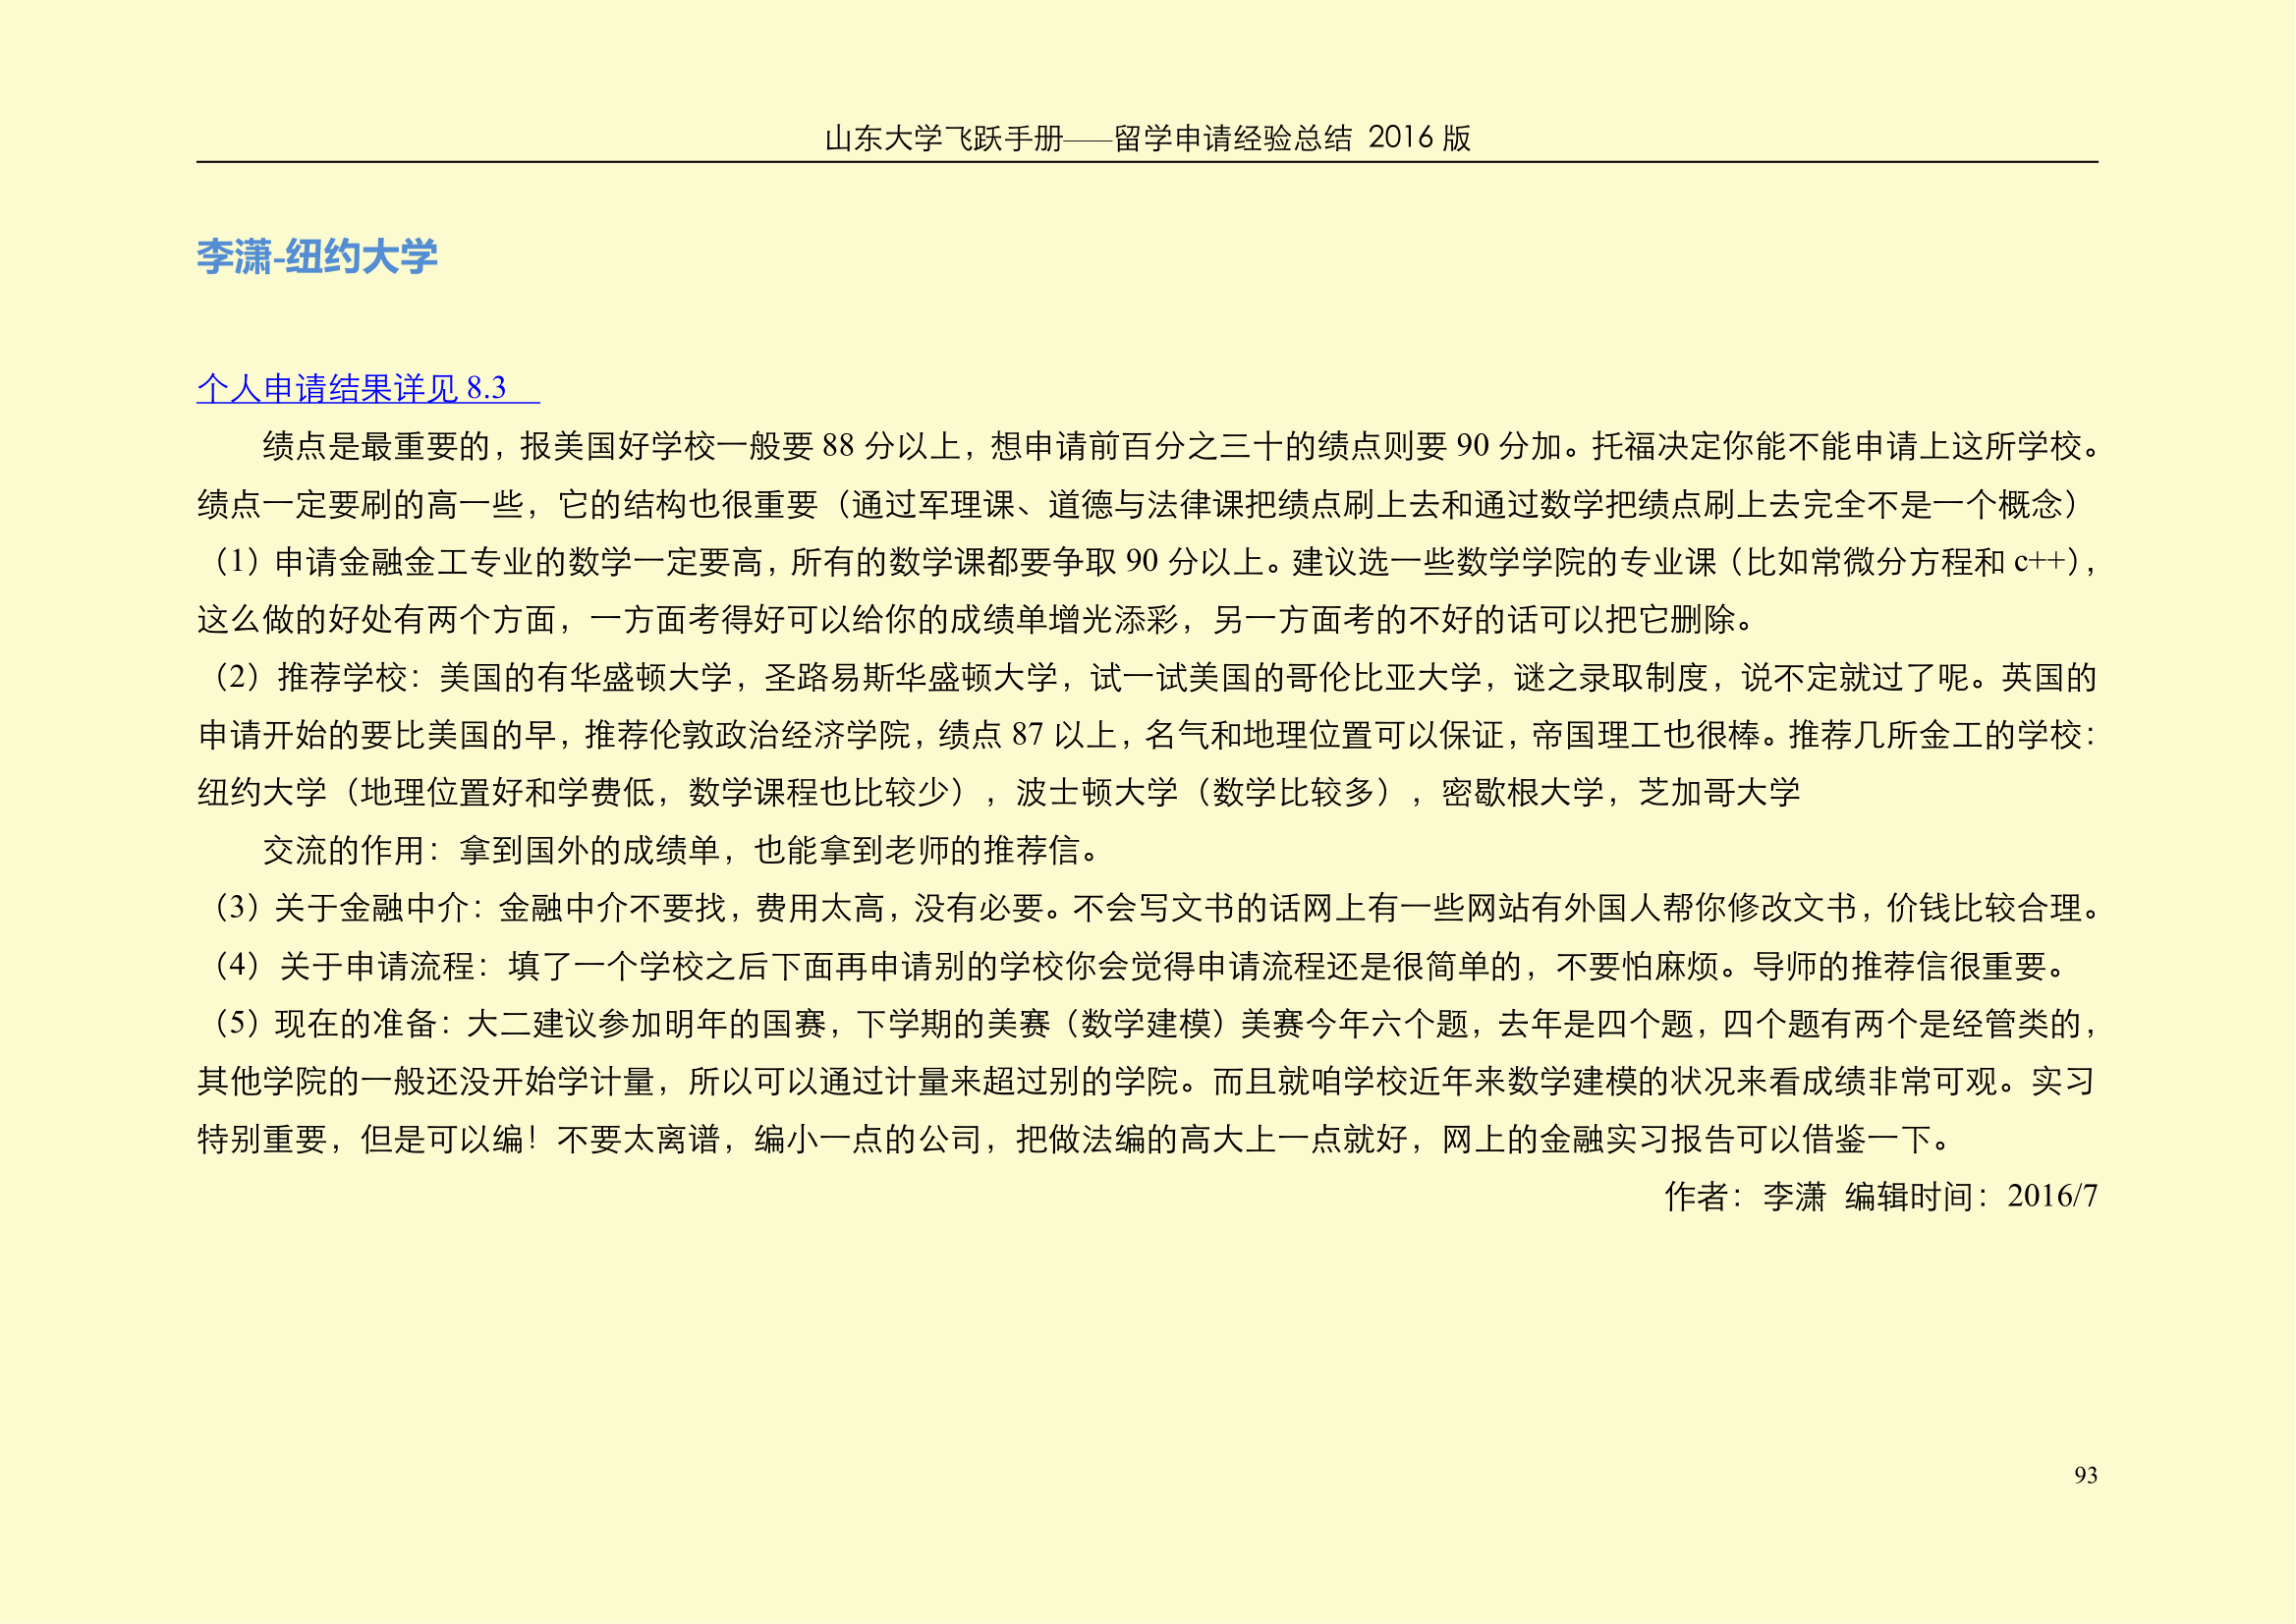 山东大学飞跃手册——留学申请经验总结 2016 版
李潇-纽约大学
个人申请结果详见 8.3
绩点是最重要的，报美国好学校一般要 88 分以上，想申请前百分之三十的绩点则要 90 分加。托福决定你能不能申请上这所学校。
绩点一定要刷的高一些，它的结构也很重要（通过军理课、道德与法律课把绩点刷上去和通过数学把绩点刷上去完全不是一个概念）
（1）申请金融金工专业的数学一定要高，所有的数学课都要争取 90 分以上。建议选一些数学学院的专业课（比如常微分方程和 c++），
这么做的好处有两个方面，一方面考得好可以给你的成绩单增光添彩，另一方面考的不好的话可以把它删除。
（2）推荐学校：美国的有华盛顿大学，圣路易斯华盛顿大学，试一试美国的哥伦比亚大学，谜之录取制度，说不定就过了呢。英国的
申请开始的要比美国的早，推荐伦敦政治经济学院，绩点 87 以上，名气和地理位置可以保证，帝国理工也很棒。推荐几所金工的学校：
纽约大学（地理位置好和学费低，数学课程也比较少），波士顿大学（数学比较多），密歇根大学，芝加哥大学
交流的作用：拿到国外的成绩单，也能拿到老师的推荐信。
（3）关于金融中介：金融中介不要找，费用太高，没有必要。不会写文书的话网上有一些网站有外国人帮你修改文书，价钱比较合理。
（4）关于申请流程：填了一个学校之后下面再申请别的学校你会觉得申请流程还是很简单的，不要怕麻烦。导师的推荐信很重要。
（5）现在的准备：大二建议参加明年的国赛，下学期的美赛（数学建模）美赛今年六个题，去年是四个题，四个题有两个是经管类的，
其他学院的一般还没开始学计量，所以可以通过计量来超过别的学院。而且就咱学校近年来数学建模的状况来看成绩非常可观。实习
特别重要，但是可以编！不要太离谱，编小一点的公司，把做法编的高大上一点就好，网上的金融实习报告可以借鉴一下。
作者：李潇 编辑时间：2016/7
93